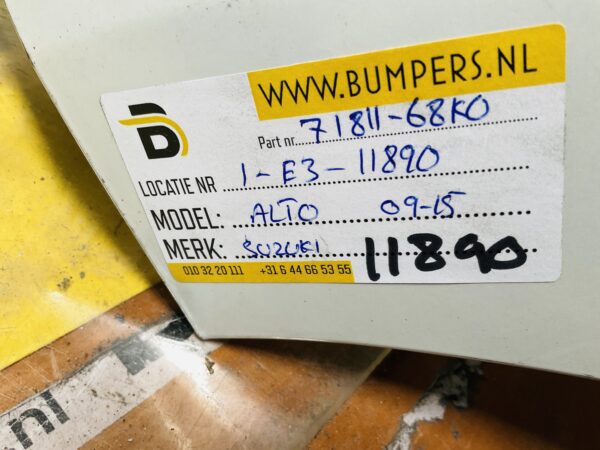 WWW.BUMPERS.NL
B
Part nr. 71811-68K0
LOCATIE NR 1-E3-11890
MODEL: ALTO 09-15
MERK: SUZUKI 11890
010 32 20 111 +31 6 44 66 53 55
nl